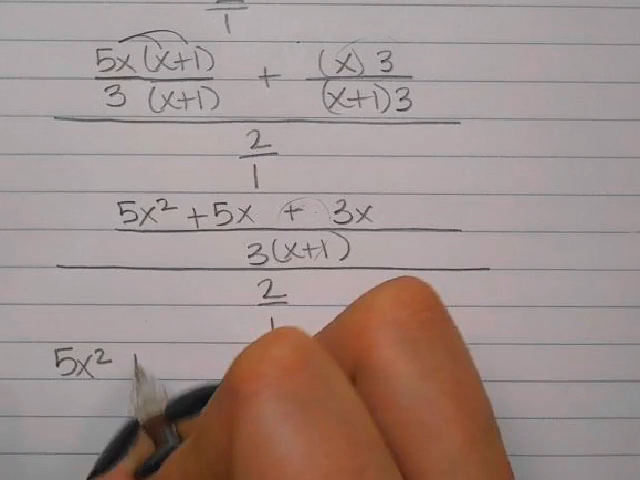 1
5x(x+1) + (x)3
3 (x+1) (x+1)3
2
1
5x² + 5x + 3x
3(x+1)
2
1
5x²